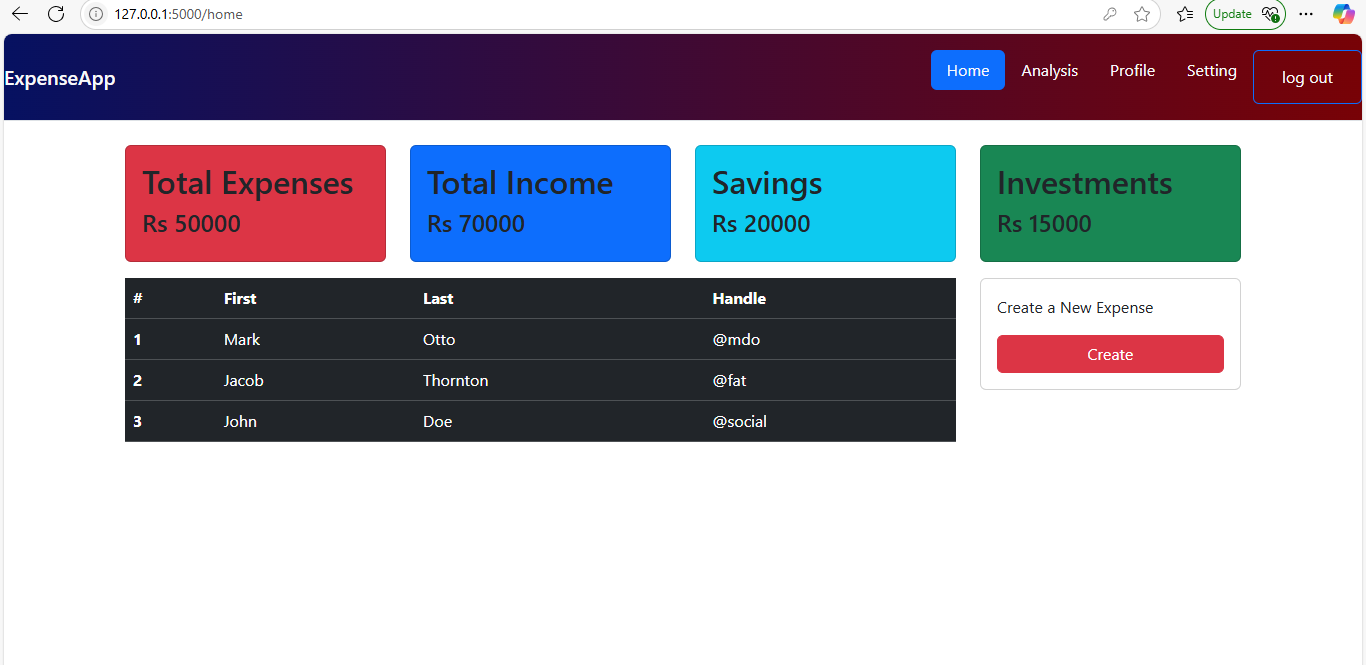 127.0.0.1:5000/home
Update
ExpenseApp
Home Analysis Profile Setting log out
Total Expenses
Rs 50000
Total Income
Rs 70000
Savings
Rs 20000
Investments
Rs 15000
# First Last Handle
1 Mark Otto @mdo
2 Jacob Thornton @fat
3 John Doe @social
Create a New Expense
Create